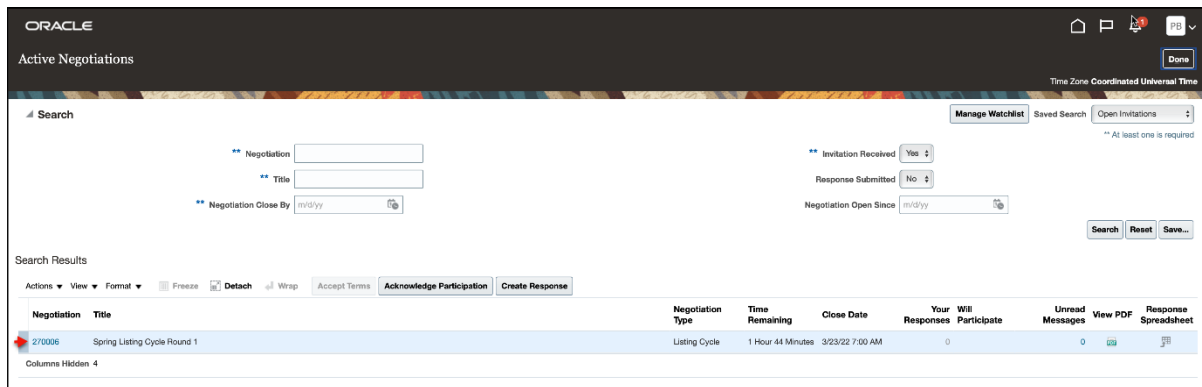 ORACLE
1
PB
Active Negotiations
Done
Time Zone Coordinated Universal Time
Search
Manage Watchlist Saved Search Open Invitations
** At least one is required
** Negotiation ** Invitation Received Yes
** Title Response Submitted No
** Negotiation Close By m/d/yy Negotiation Open Since m/d/yy
Search Reset Save...
Search Results
Actions View Format Freeze Detach Wrap Accept Terms Acknowledge Participation Create Response
Negotiation Title Negotiation Type Time Remaining Close Date Your Responses Will Participate Unread Messages View PDF Response Spreadsheet
270006 Spring Listing Cycle Round 1 Listing Cycle 1 Hour 44 Minutes 3/23/22 7:00 AM 0 0
Columns Hidden 4